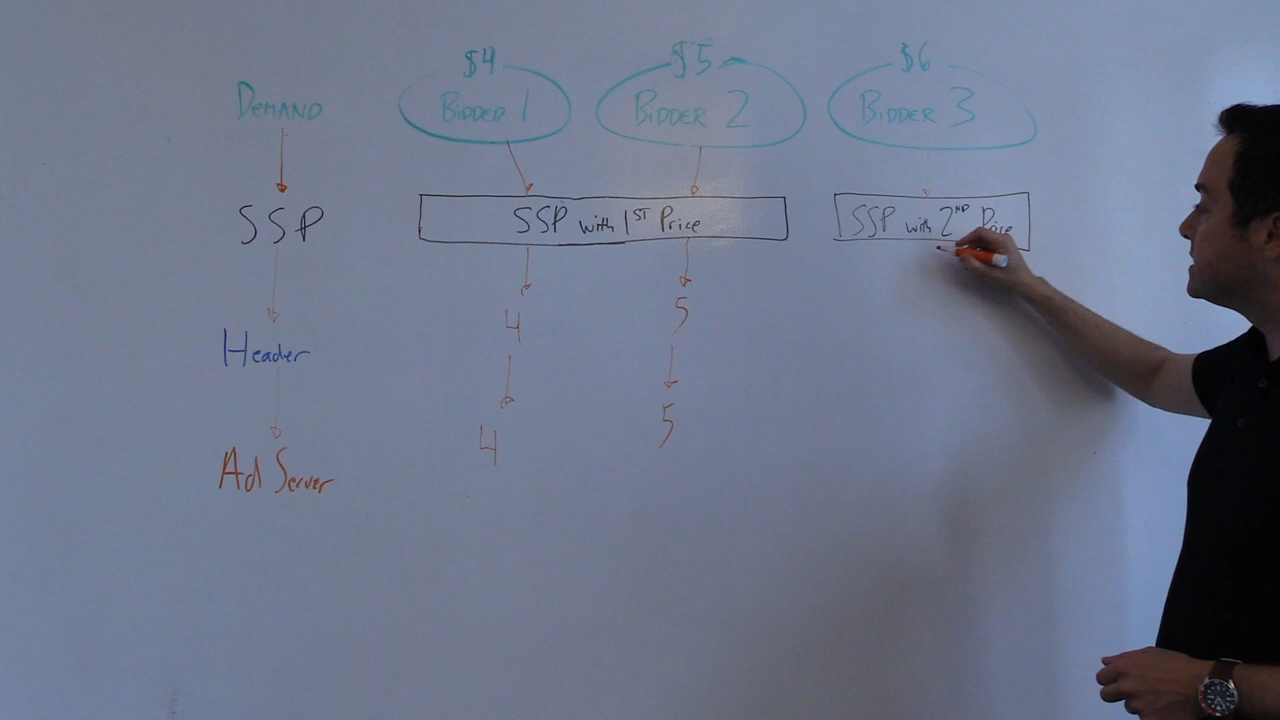 $4 $5 $6
DEMAND BIDDER 1 BIDDER 2 BIDDER 3
SSP SSP with 1ST Price SSP with 2ND Price
4 5
Header
4 5
Ad Server